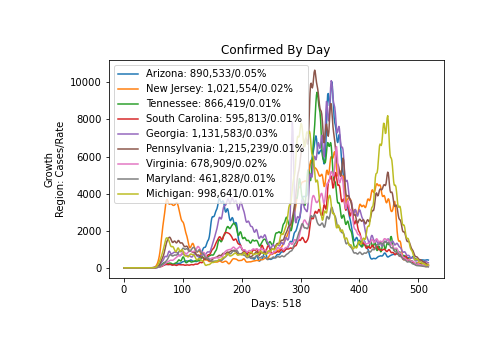 Confirmed By Day
10000
8000
6000
4000
2000
0
Growth
Region: Cases/Rate
Arizona: 890,533/0.05%
New Jersey: 1,021,554/0.02%
Tennessee: 866,419/0.01%
South Carolina: 595,813/0.01%
Georgia: 1,131,583/0.03%
Pennsylvania: 1,215,239/0.01%
Virginia: 678,909/0.02%
Maryland: 461,828/0.01%
Michigan: 998,641/0.01%
0 100 200 300 400 500
Days: 518